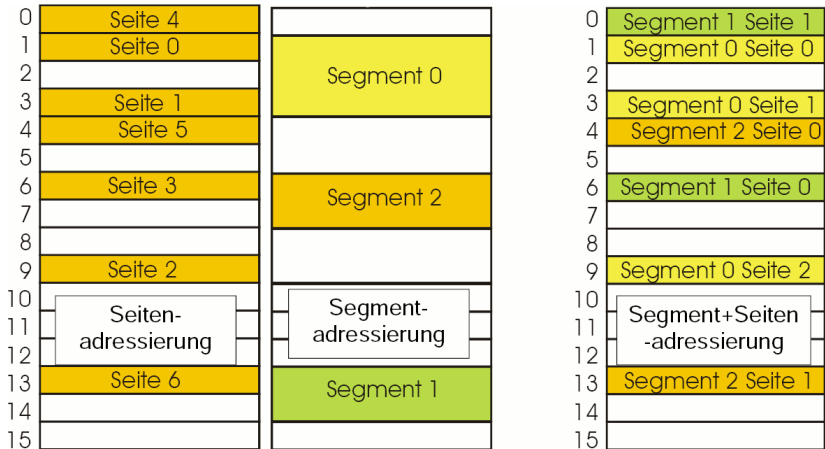 0
Seite 4
1
Seite 0
2
3
Seite 1
4
Seite 5
5
6
Seite 3
7
8
9
Seite 2
10
11
12
Seiten-
adressierung
13
Seite 6
14
15
Segment 0
Segment 2
Segment-
adressierung
Segment 1
0
Segment 1 Seite 1
1
Segment 0 Seite 0
2
3
Segment 0 Seite 1
4
Segment 2 Seite 0
5
6
Segment 1 Seite 0
7
8
9
Segment 0 Seite 2
10
11
12
Segment+Seiten
-adressierung
13
Segment 2 Seite 1
14
15